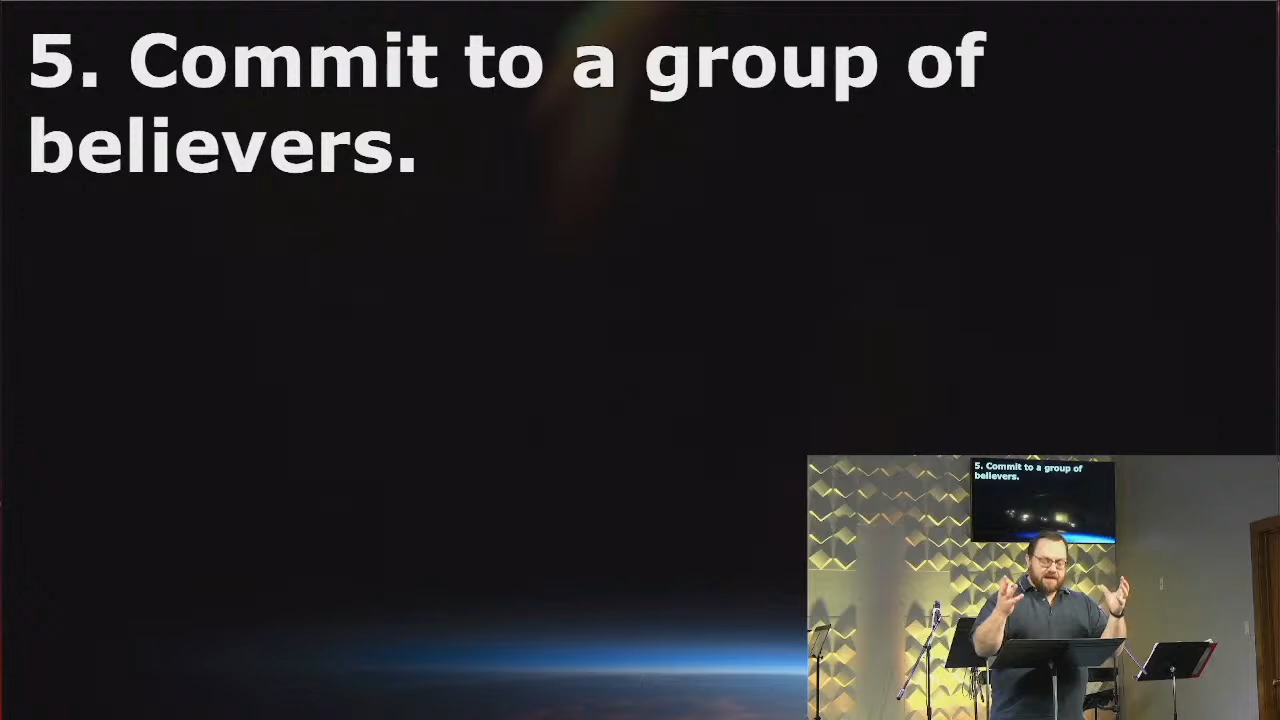 5. Commit to a group of
believers.
5. Commit to a group of
believers.